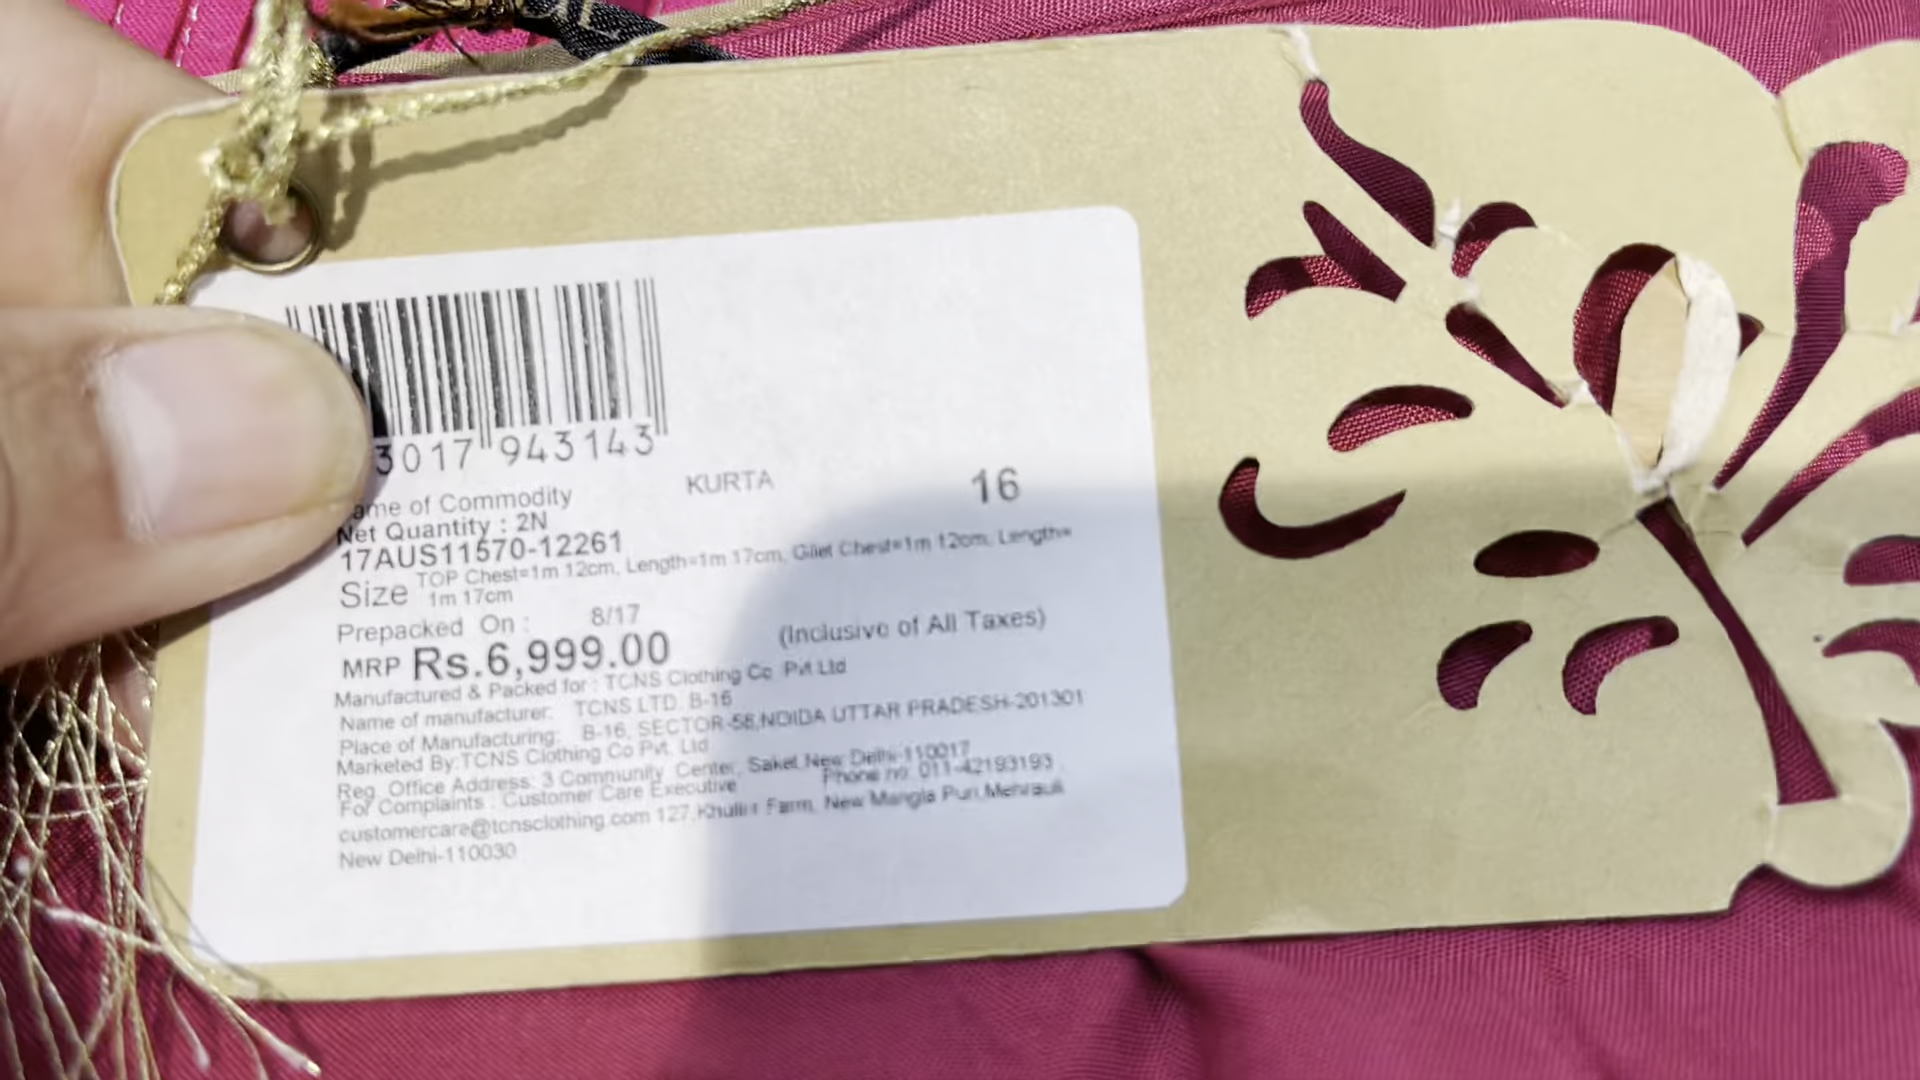 3017 943143
ame of Commodity KURTA 16
Net Quantity : 2N
17AUS11570-12261
Size TOP Chest=1m 12cm, Length=1m 17cm, Gilet Chest=1m 12cm, Length=
1m 17cm
Prepacked On : 8/17
MRP Rs.6,999.00 (Inclusive of All Taxes)
Manufactured & Packed for : TCNS Clothing Co Pvt Ltd
Name of manufacturer: TCNS LTD. B-16
Place of Manufacturing: B-16, SECTOR-58,NOIDA UTTAR PRADESH-201301
Marketed By:TCNS Clothing Co Pvt. Ltd
Reg. Office Address: 3 Community Center, Saket,New Delhi-110017
For Complaints : Customer Care Executive Phone no: 011-42193193
customercare@tcnsclothing.com 127, Farm, New Mangla Puri,Mehrauli
New Delhi-110030